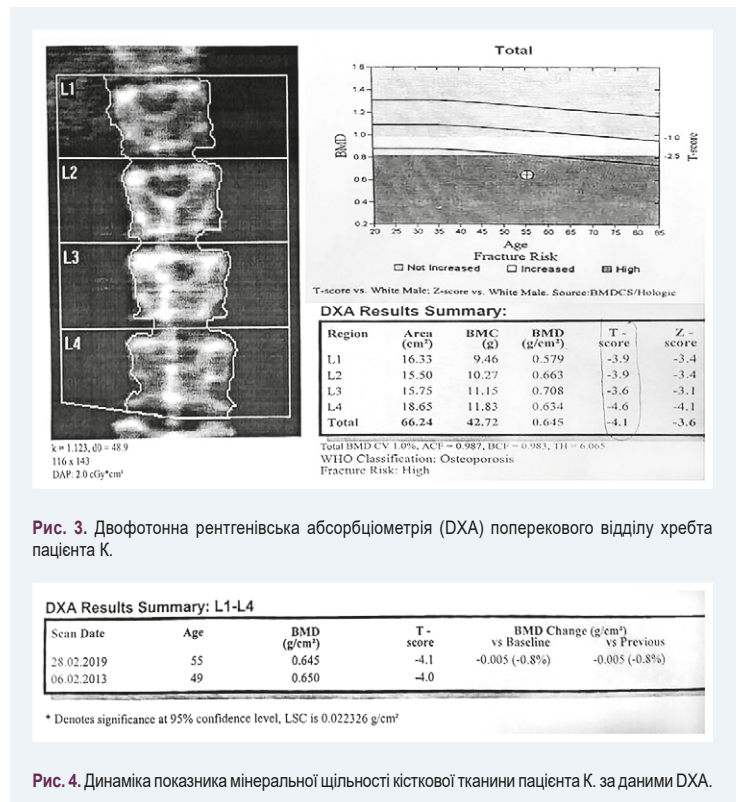 L1
L2
L3
L4
k = 1.123, d0 = 48.9
116 x 143
DAP: 2.0 cGy*cm²
Total
1.6
1.4
1.2
1.0
0.8
0.6
0.4
0.2
BMD
-1.0
-2.5
T-score
20 25 30 35 40 45 50 55 60 65 70 75 80 85
Age
Fracture Risk
Not Increased Increased High
T-score vs. White Male; Z-score vs. White Male. Source:BMDCS/Hologic
DXA Results Summary:
Region Area (cm²) BMC (g) BMD (g/cm²) T - score Z - score
L1 16.33 9.46 0.579 -3.9 -3.4
L2 15.50 10.27 0.663 -3.9 -3.4
L3 15.75 11.15 0.708 -3.6 -3.1
L4 18.65 11.83 0.634 -4.6 -4.1
Total 66.24 42.72 0.645 -4.1 -3.6
Total BMD CV 1.0%, ACF = 0.987, BCF = 0.983, TH = 6.065
WHO Classification: Osteoporosis
Fracture Risk: High
Рис. 3. Двофотонна рентгенівська абсорбціометрія (DXA) поперекового відділу хребта
пацієнта К.
DXA Results Summary: L1-L4
Scan Date Age BMD (g/cm²) T - score BMD Change (g/cm²) vs Baseline vs Previous
28.02.2019 55 0.645 -4.1 -0.005 (-0.8%) -0.005 (-0.8%)
06.02.2013 49 0.650 -4.0
* Denotes significance at 95% confidence level, LSC is 0.022326 g/cm²
Рис. 4. Динаміка показника мінеральної щільності кісткової тканини пацієнта К. за даними DXA.